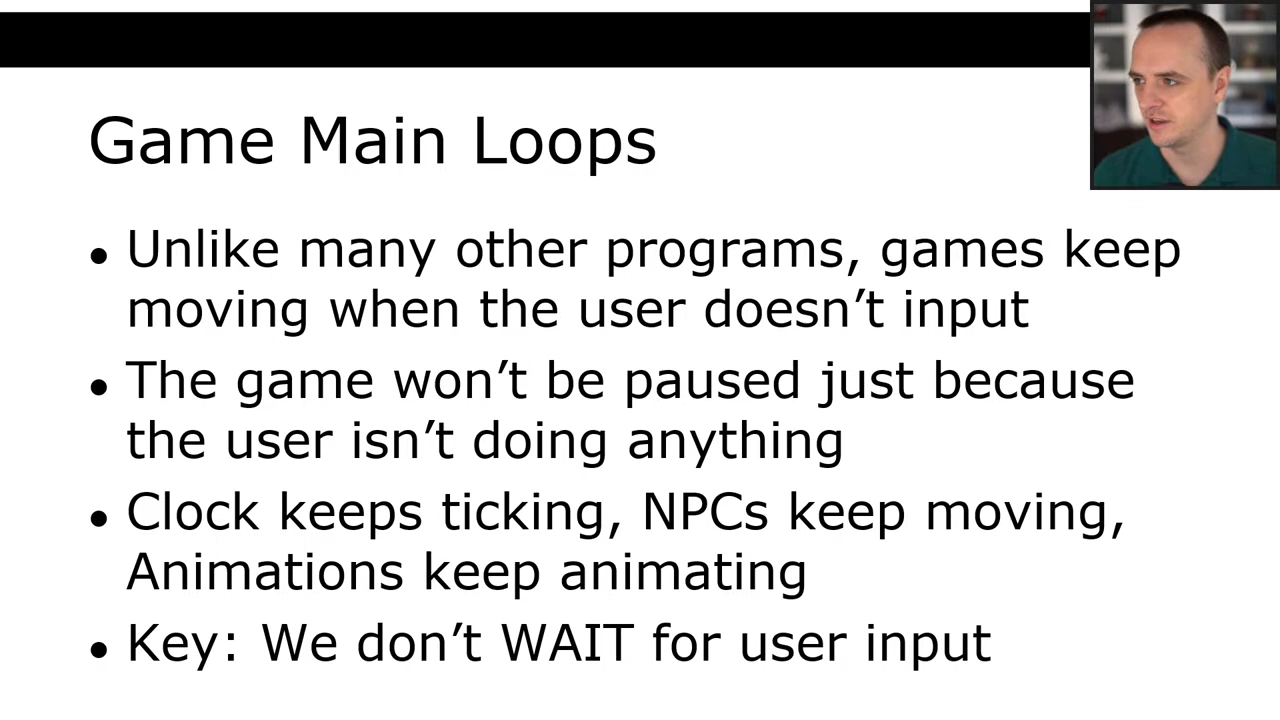 Game Main Loops
● Unlike many other programs, games keep
moving when the user doesn’t input
● The game won’t be paused just because
the user isn’t doing anything
● Clock keeps ticking, NPCs keep moving,
Animations keep animating
● Key: We don’t WAIT for user input